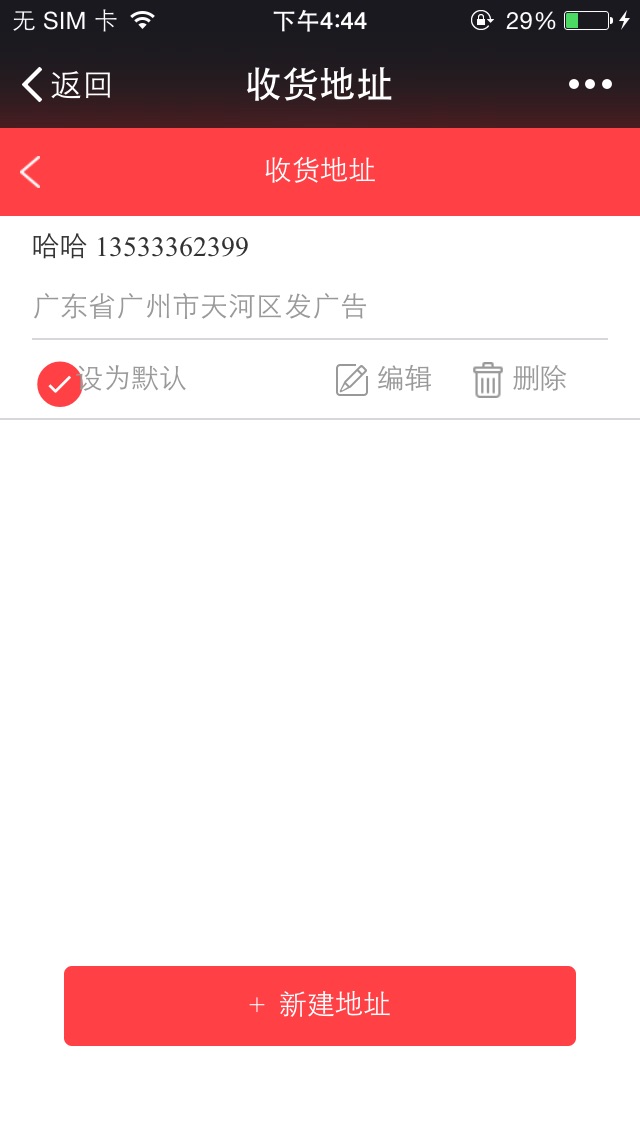 无 SIM 卡 下午4:44 29%
返回 收货地址
收货地址
哈哈 13533362399
广东省广州市天河区发广告
设为默认 编辑 删除
+ 新建地址